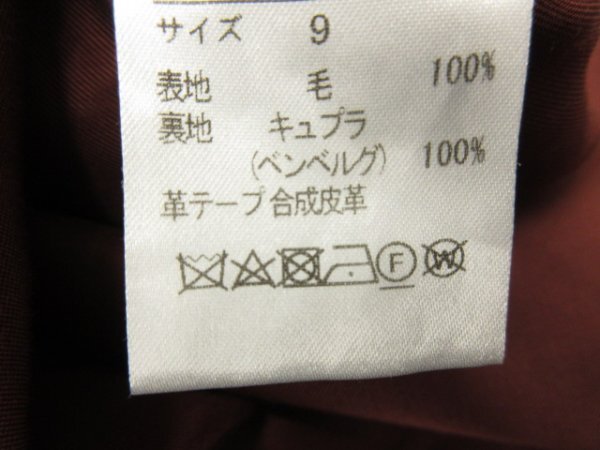 サイズ 9
表地 毛 100%
裏地 キュプラ
(ベンベルグ) 100%
革テープ 合成皮革
F W